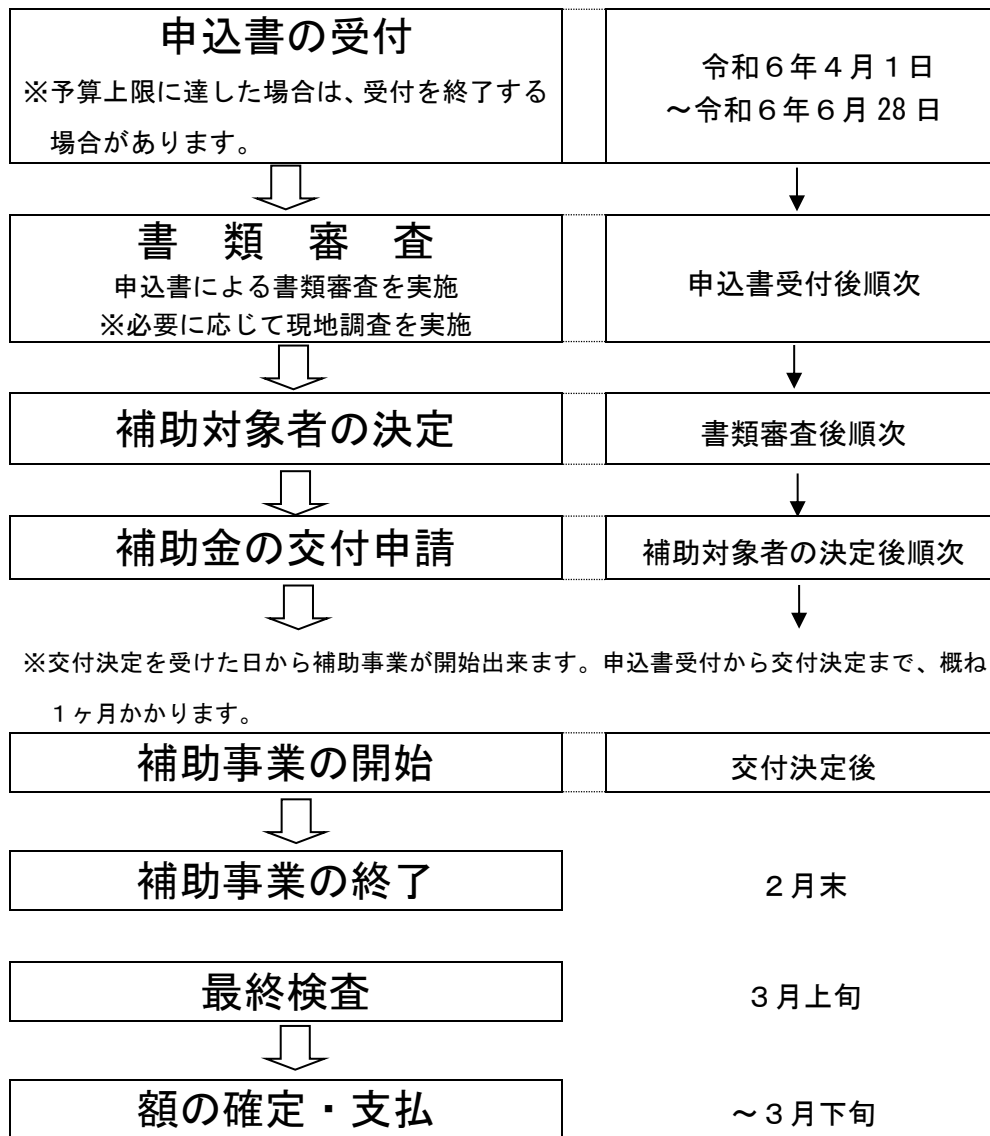 申込書の受付
※予算上限に達した場合は、受付を終了する
場合があります。
令和６年４月１日
～令和６年６月 28 日
書　類　審　査
申込書による書類審査を実施
※必要に応じて現地調査を実施
申込書受付後順次
補助対象者の決定
書類審査後順次
補助金の交付申請
補助対象者の決定後順次
※交付決定を受けた日から補助事業が開始出来ます。申込書受付から交付決定まで、概ね
１ヶ月かかります。
補助事業の開始
交付決定後
補助事業の終了
２月末
最終検査
３月上旬
額の確定・支払
～３月下旬